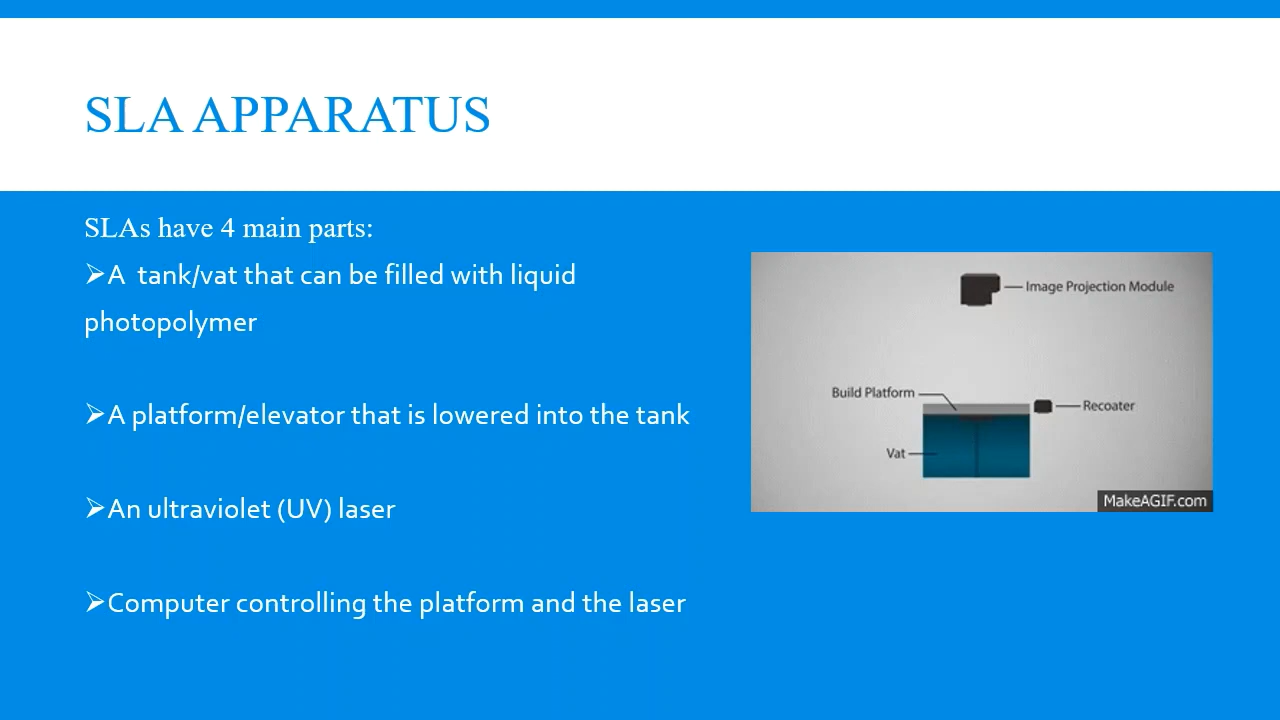 SLA APPARATUS
SLAs have 4 main parts:
➢A  tank/vat that can be filled with liquid
photopolymer
➢A platform/elevator that is lowered into the tank
➢An ultraviolet (UV) laser
➢Computer controlling the platform and the laser
Image Projection Module
Build Platform
Recoater
Vat
MakeAGIF.com